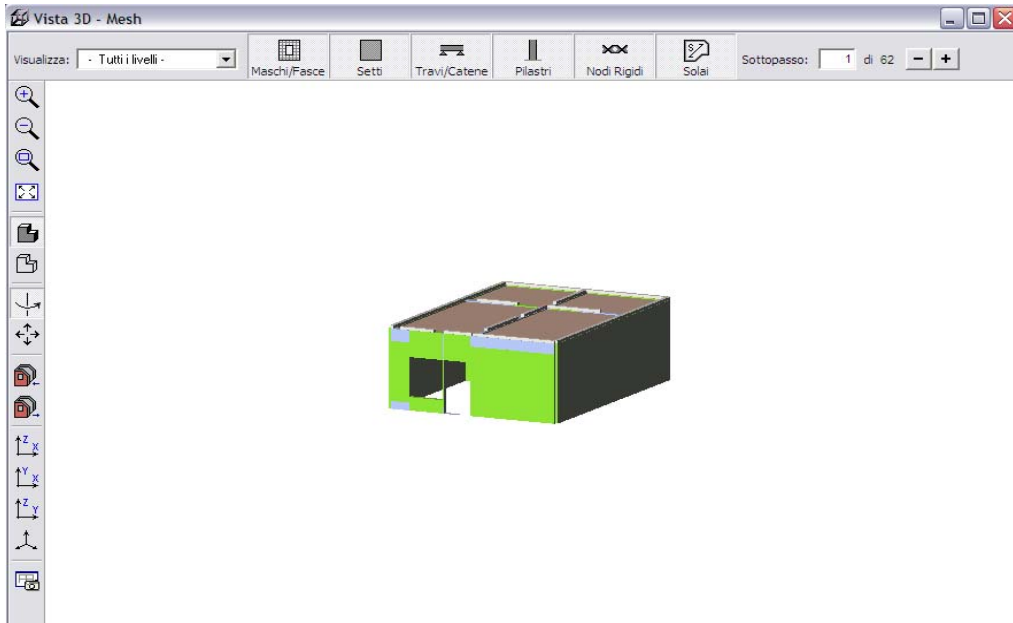 Vista 3D - Mesh
Visualizza: - Tutti i livelli - Maschi/Fasce Setti Travi/Catene Pilastri Nodi Rigidi Solai Sottopasso: 1 di 62 - +
Z X
Y X
Z Y